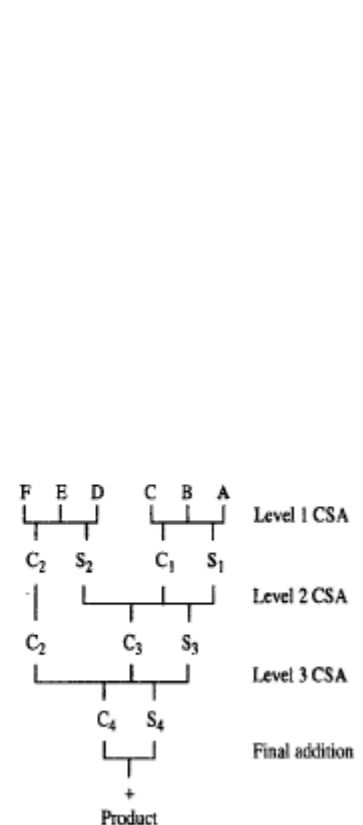 F E D C B A
Level 1 CSA
C₂ S₂ C₁ S₁
Level 2 CSA
C₂ C₃ S₃
Level 3 CSA
C₄ S₄
Final addition
+
Product